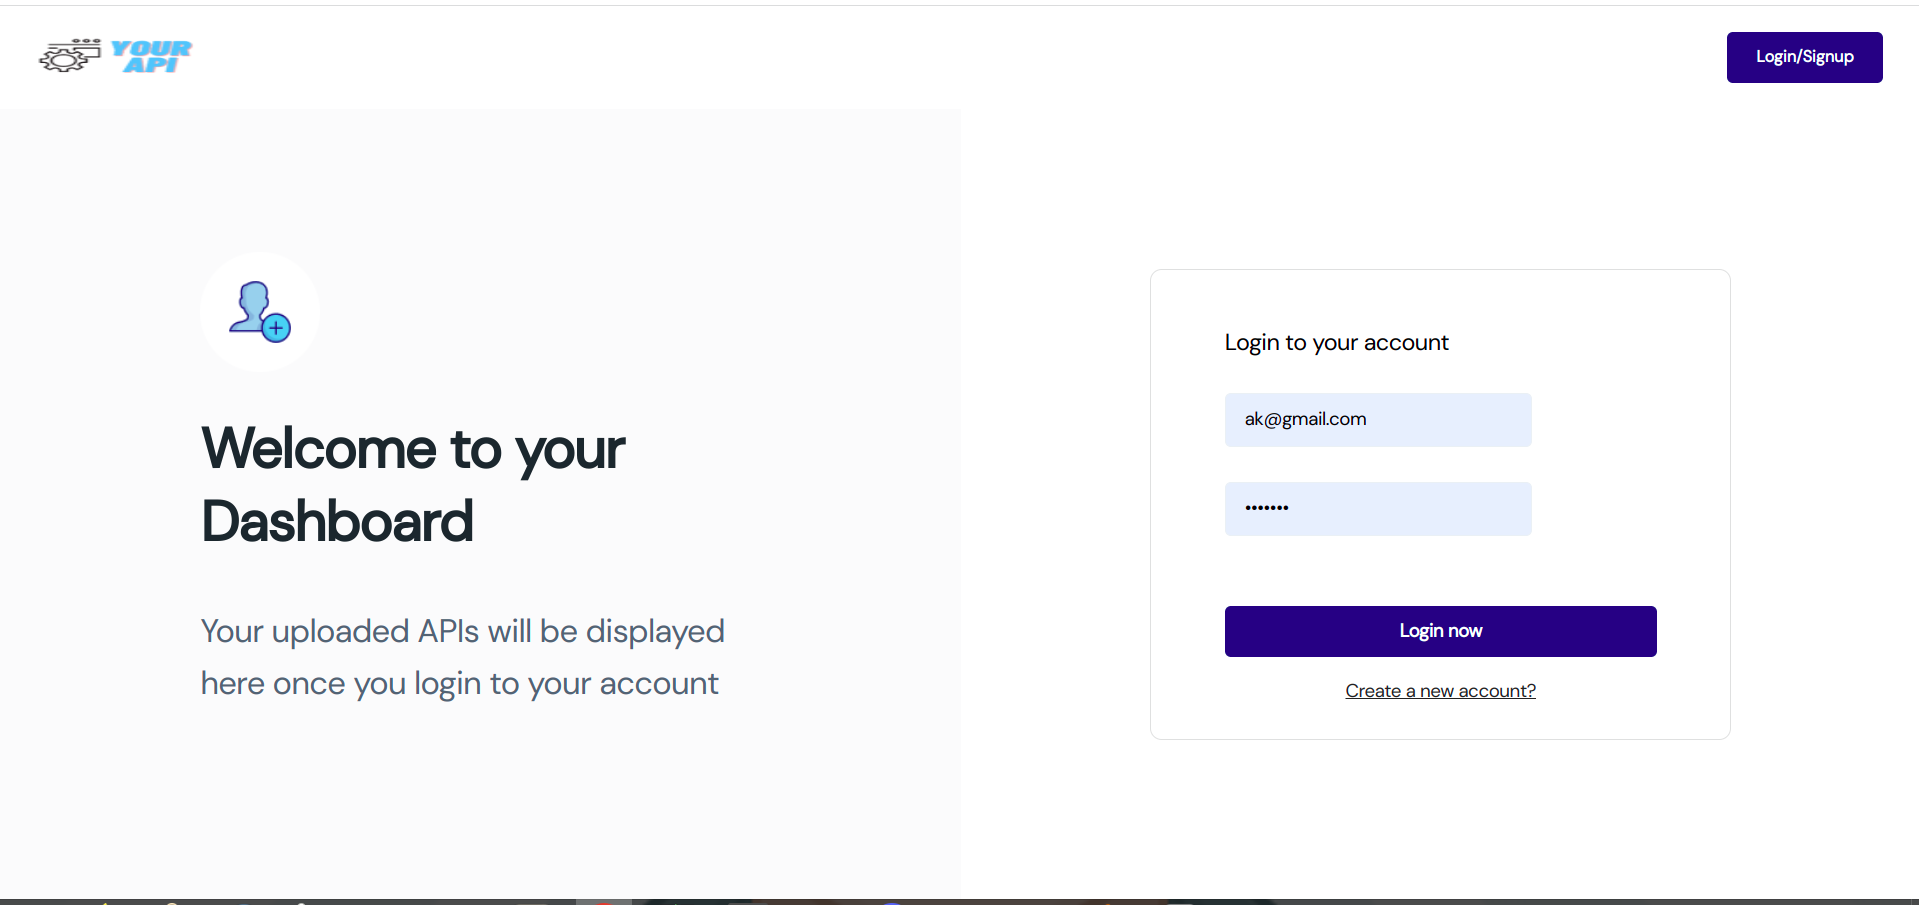 YOUR
API
Login/Signup
Welcome to your
Dashboard
Your uploaded APIs will be displayed
here once you login to your account
Login to your account
ak@gmail.com
•••••••
Login now
Create a new account?